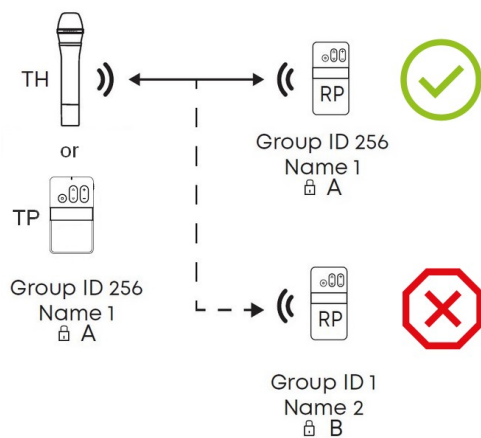 TH
or
TP
Group ID 256
Name 1
A
RP
Group ID 256
Name 1
A
RP
Group ID 1
Name 2
B